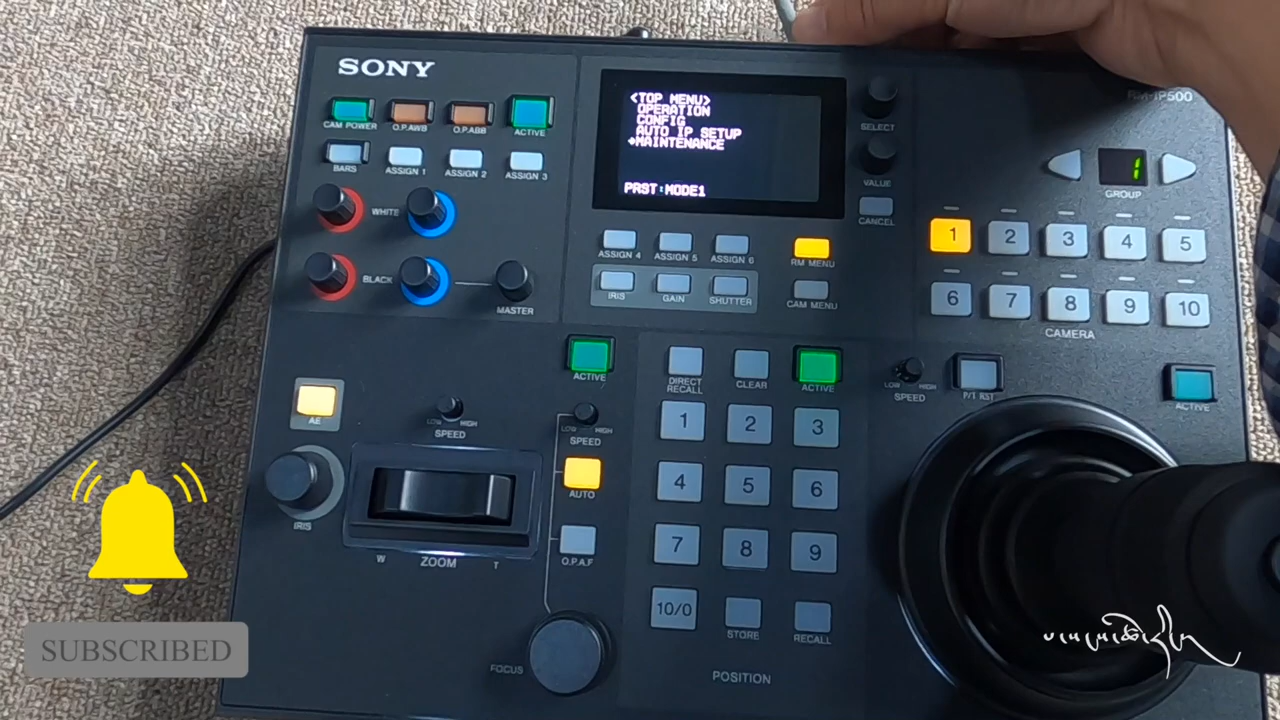 SONY
RM-IP500
CAM POWER
O.P.AWB
O.P.ABB
ACTIVE
BARS
ASSIGN 1
ASSIGN 2
ASSIGN 3
WHITE
BLACK
MASTER
<TOP MENU>
OPERATION
CONFIG
AUTO IP SETUP
MAINTENANCE
PRST:MODE1
SELECT
VALUE
CANCEL
ASSIGN 4
ASSIGN 5
ASSIGN 6
RM MENU
IRIS
GAIN
SHUTTER
CAM MENU
1
GROUP
1
2
3
4
5
6
7
8
9
10
CAMERA
ACTIVE
AE
LOW
HIGH
SPEED
LOW
HIGH
SPEED
AUTO
IRIS
O.P.A.F
W
ZOOM
T
FOCUS
DIRECT
RECALL
CLEAR
ACTIVE
1
2
3
4
5
6
7
8
9
10/0
STORE
RECALL
POSITION
LOW
HIGH
SPEED
P/T RST
ACTIVE
SUBSCRIBED